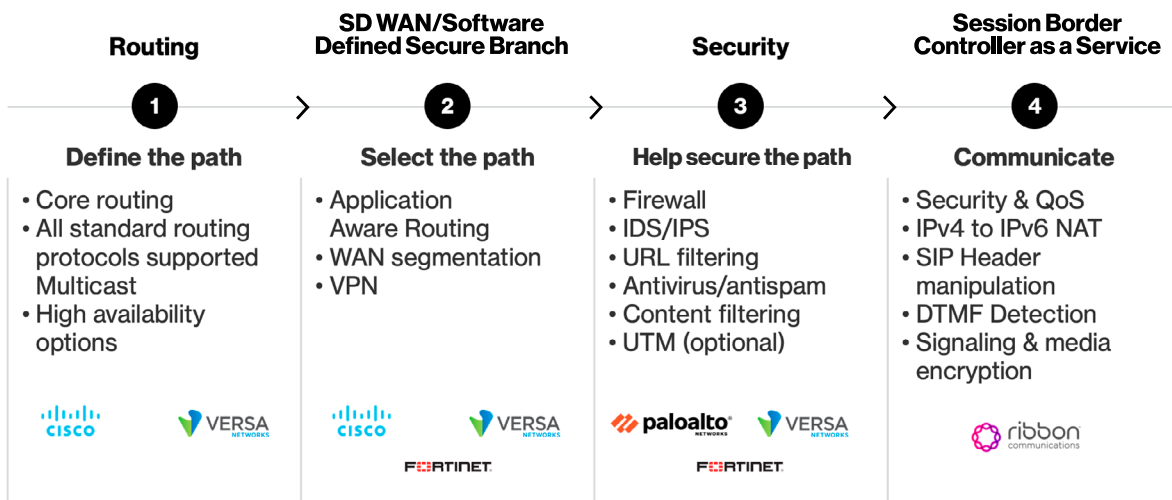 Routing
1
Define the path
• Core routing
• All standard routing
protocols supported
Multicast
• High availability
options
CISCO
VERSA
NETWORKS
SD WAN/Software
Defined Secure Branch
2
Select the path
• Application
Aware Routing
• WAN segmentation
• VPN
CISCO
VERSA
NETWORKS
FORTINET
Security
3
Help secure the path
• Firewall
• IDS/IPS
• URL filtering
• Antivirus/antispam
• Content filtering
• UTM (optional)
paloalto®
NETWORKS
VERSA
NETWORKS
FORTINET
Session Border
Controller as a Service
4
Communicate
• Security & QoS
• IPv4 to IPv6 NAT
• SIP Header
manipulation
• DTMF Detection
• Signaling & media
encryption
ribbon
communications